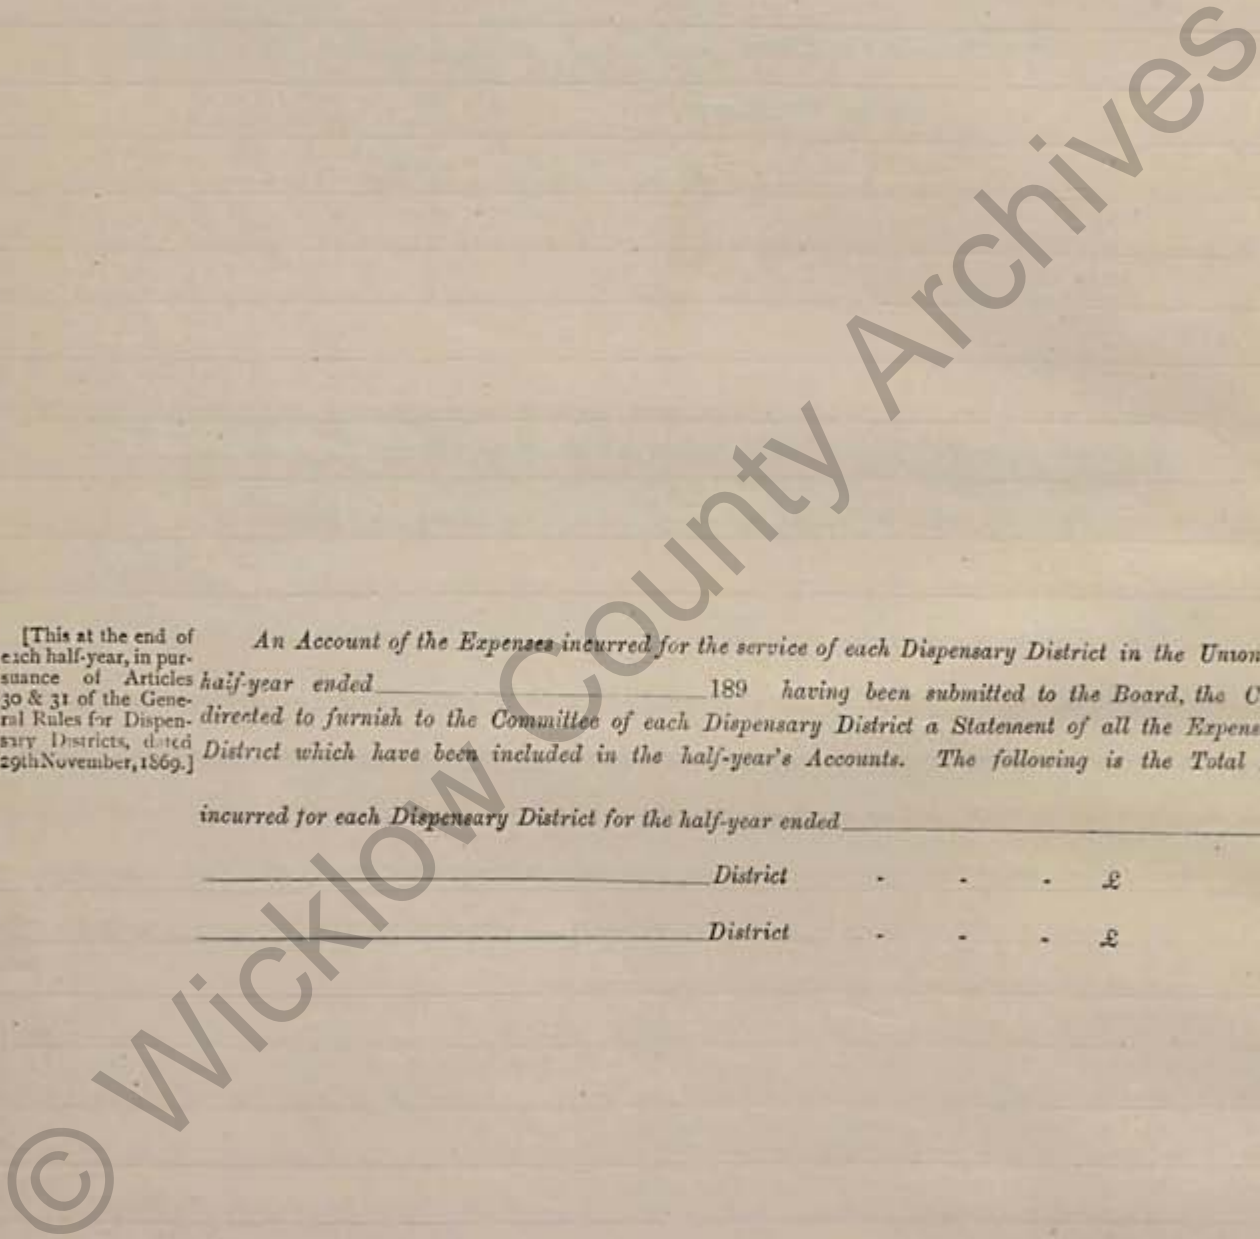 [This at the end of
each half-year, in pur-
suance of Articles
30 & 31 of the Gene-
ral Rules for Dispen-
sary Districts, dated
29th November, 1869.]
An Account of the Expenses incurred for the service of each Dispensary District in the Union
half-year ended 189 having been submitted to the Board, the C
directed to furnish to the Committee of each Dispensary District a Statement of all the Expens
District which have been included in the half-year's Accounts. The following is the Total
incurred for each Dispensary District for the half-year ended
District - - - £
District - - - £
© Wicklow County Archives